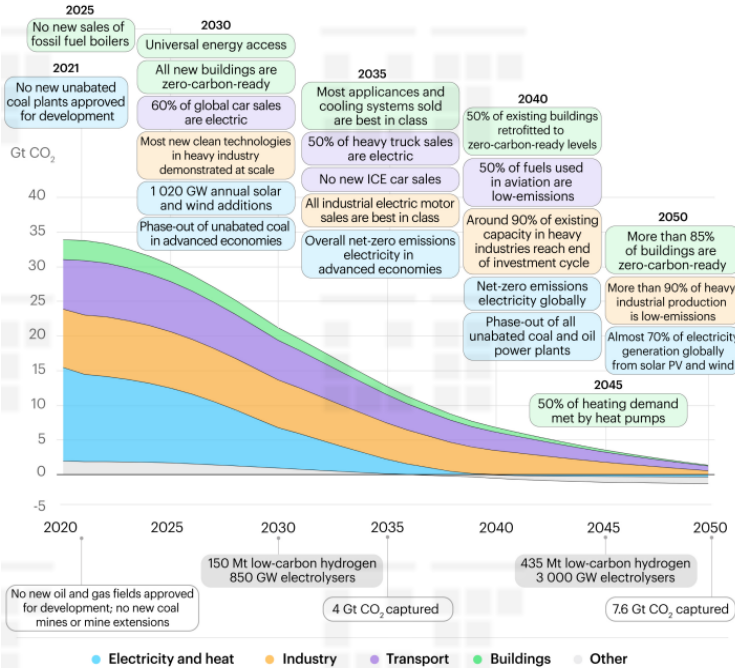 2025
No new sales of
fossil fuel boilers
2021
No new unabated
coal plants approved
for development
2030
Universal energy access
All new buildings are
zero-carbon-ready
60% of global car sales
are electric
Most new clean technologies
in heavy industry
demonstrated at scale
1 020 GW annual solar
and wind additions
Phase-out of unabated coal
in advanced economies
2035
Most applicances and
cooling systems sold
are best in class
50% of heavy truck sales
are electric
No new ICE car sales
All industrial electric motor
sales are best in class
Overall net-zero emissions
electricity in
advanced economies
2040
50% of existing buildings
retrofitted to
zero-carbon-ready levels
50% of fuels used
in aviation are
low-emissions
Around 90% of existing
capacity in heavy
industries reach end
of investment cycle
Net-zero emissions
electricity globally
Phase-out of all
unabated coal and oil
power plants
2050
More than 85%
of buildings are
zero-carbon-ready
More than 90% of heavy
industrial production
is low-emissions
Almost 70% of electricity
generation globally
from solar PV and wind
2045
50% of heating demand
met by heat pumps
Gt CO2
40
35
30
25
20
15
10
5
0
-5
2020
2025
2030
2035
2040
2045
2050
150 Mt low-carbon hydrogen
850 GW electrolysers
435 Mt low-carbon hydrogen
3 000 GW electrolysers
No new oil and gas fields approved
for development; no new coal
mines or mine extensions
4 Gt CO2 captured
7.6 Gt CO2 captured
Electricity and heat
Industry
Transport
Buildings
Other